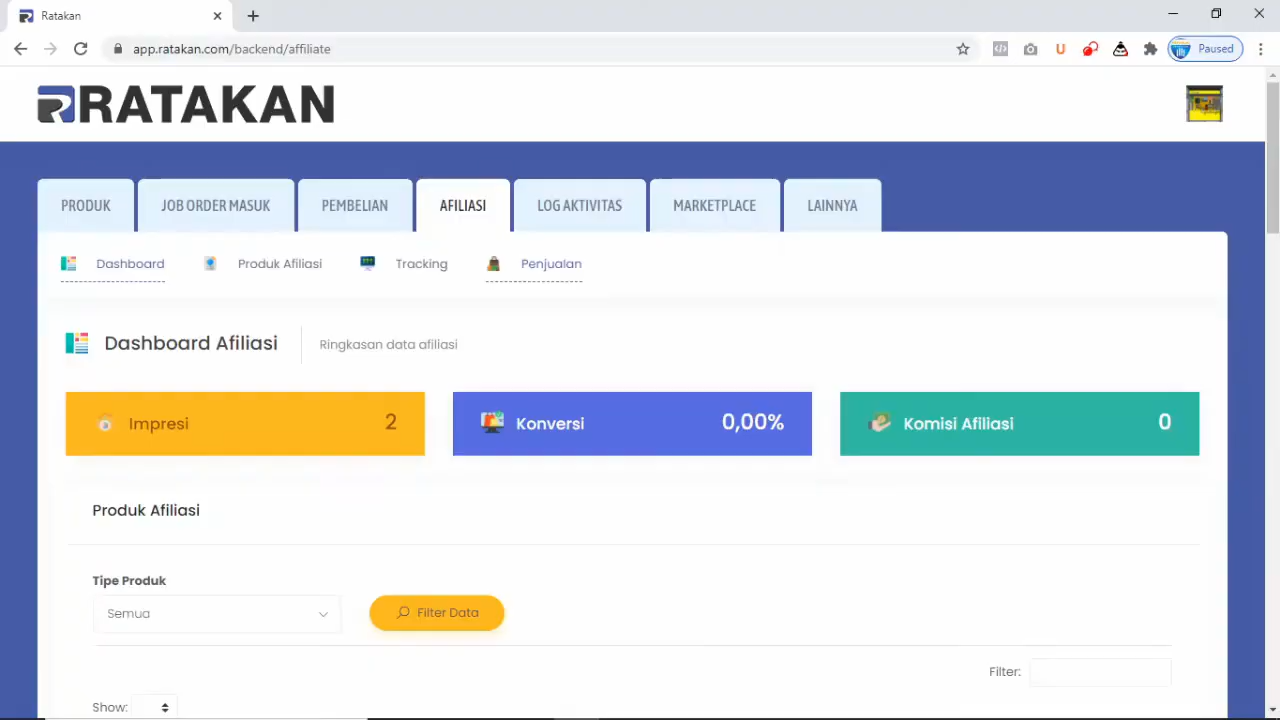 Ratakan
app.ratakan.com/backend/affiliate
Paused
RATAKAN
PRODUK
JOB ORDER MASUK
PEMBELIAN
AFILIASI
LOG AKTIVITAS
MARKETPLACE
LAINNYA
Dashboard
Produk Afiliasi
Tracking
Penjualan
Dashboard Afiliasi
Ringkasan data afiliasi
Impresi 2
Konversi 0,00%
Komisi Afiliasi 0
Produk Afiliasi
Tipe Produk
Semua
Filter Data
Filter:
Show: